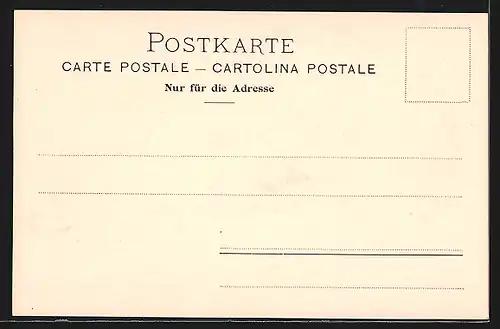 POSTKARTE
CARTE POSTALE — CARTOLINA POSTALE
Nur für die Adresse